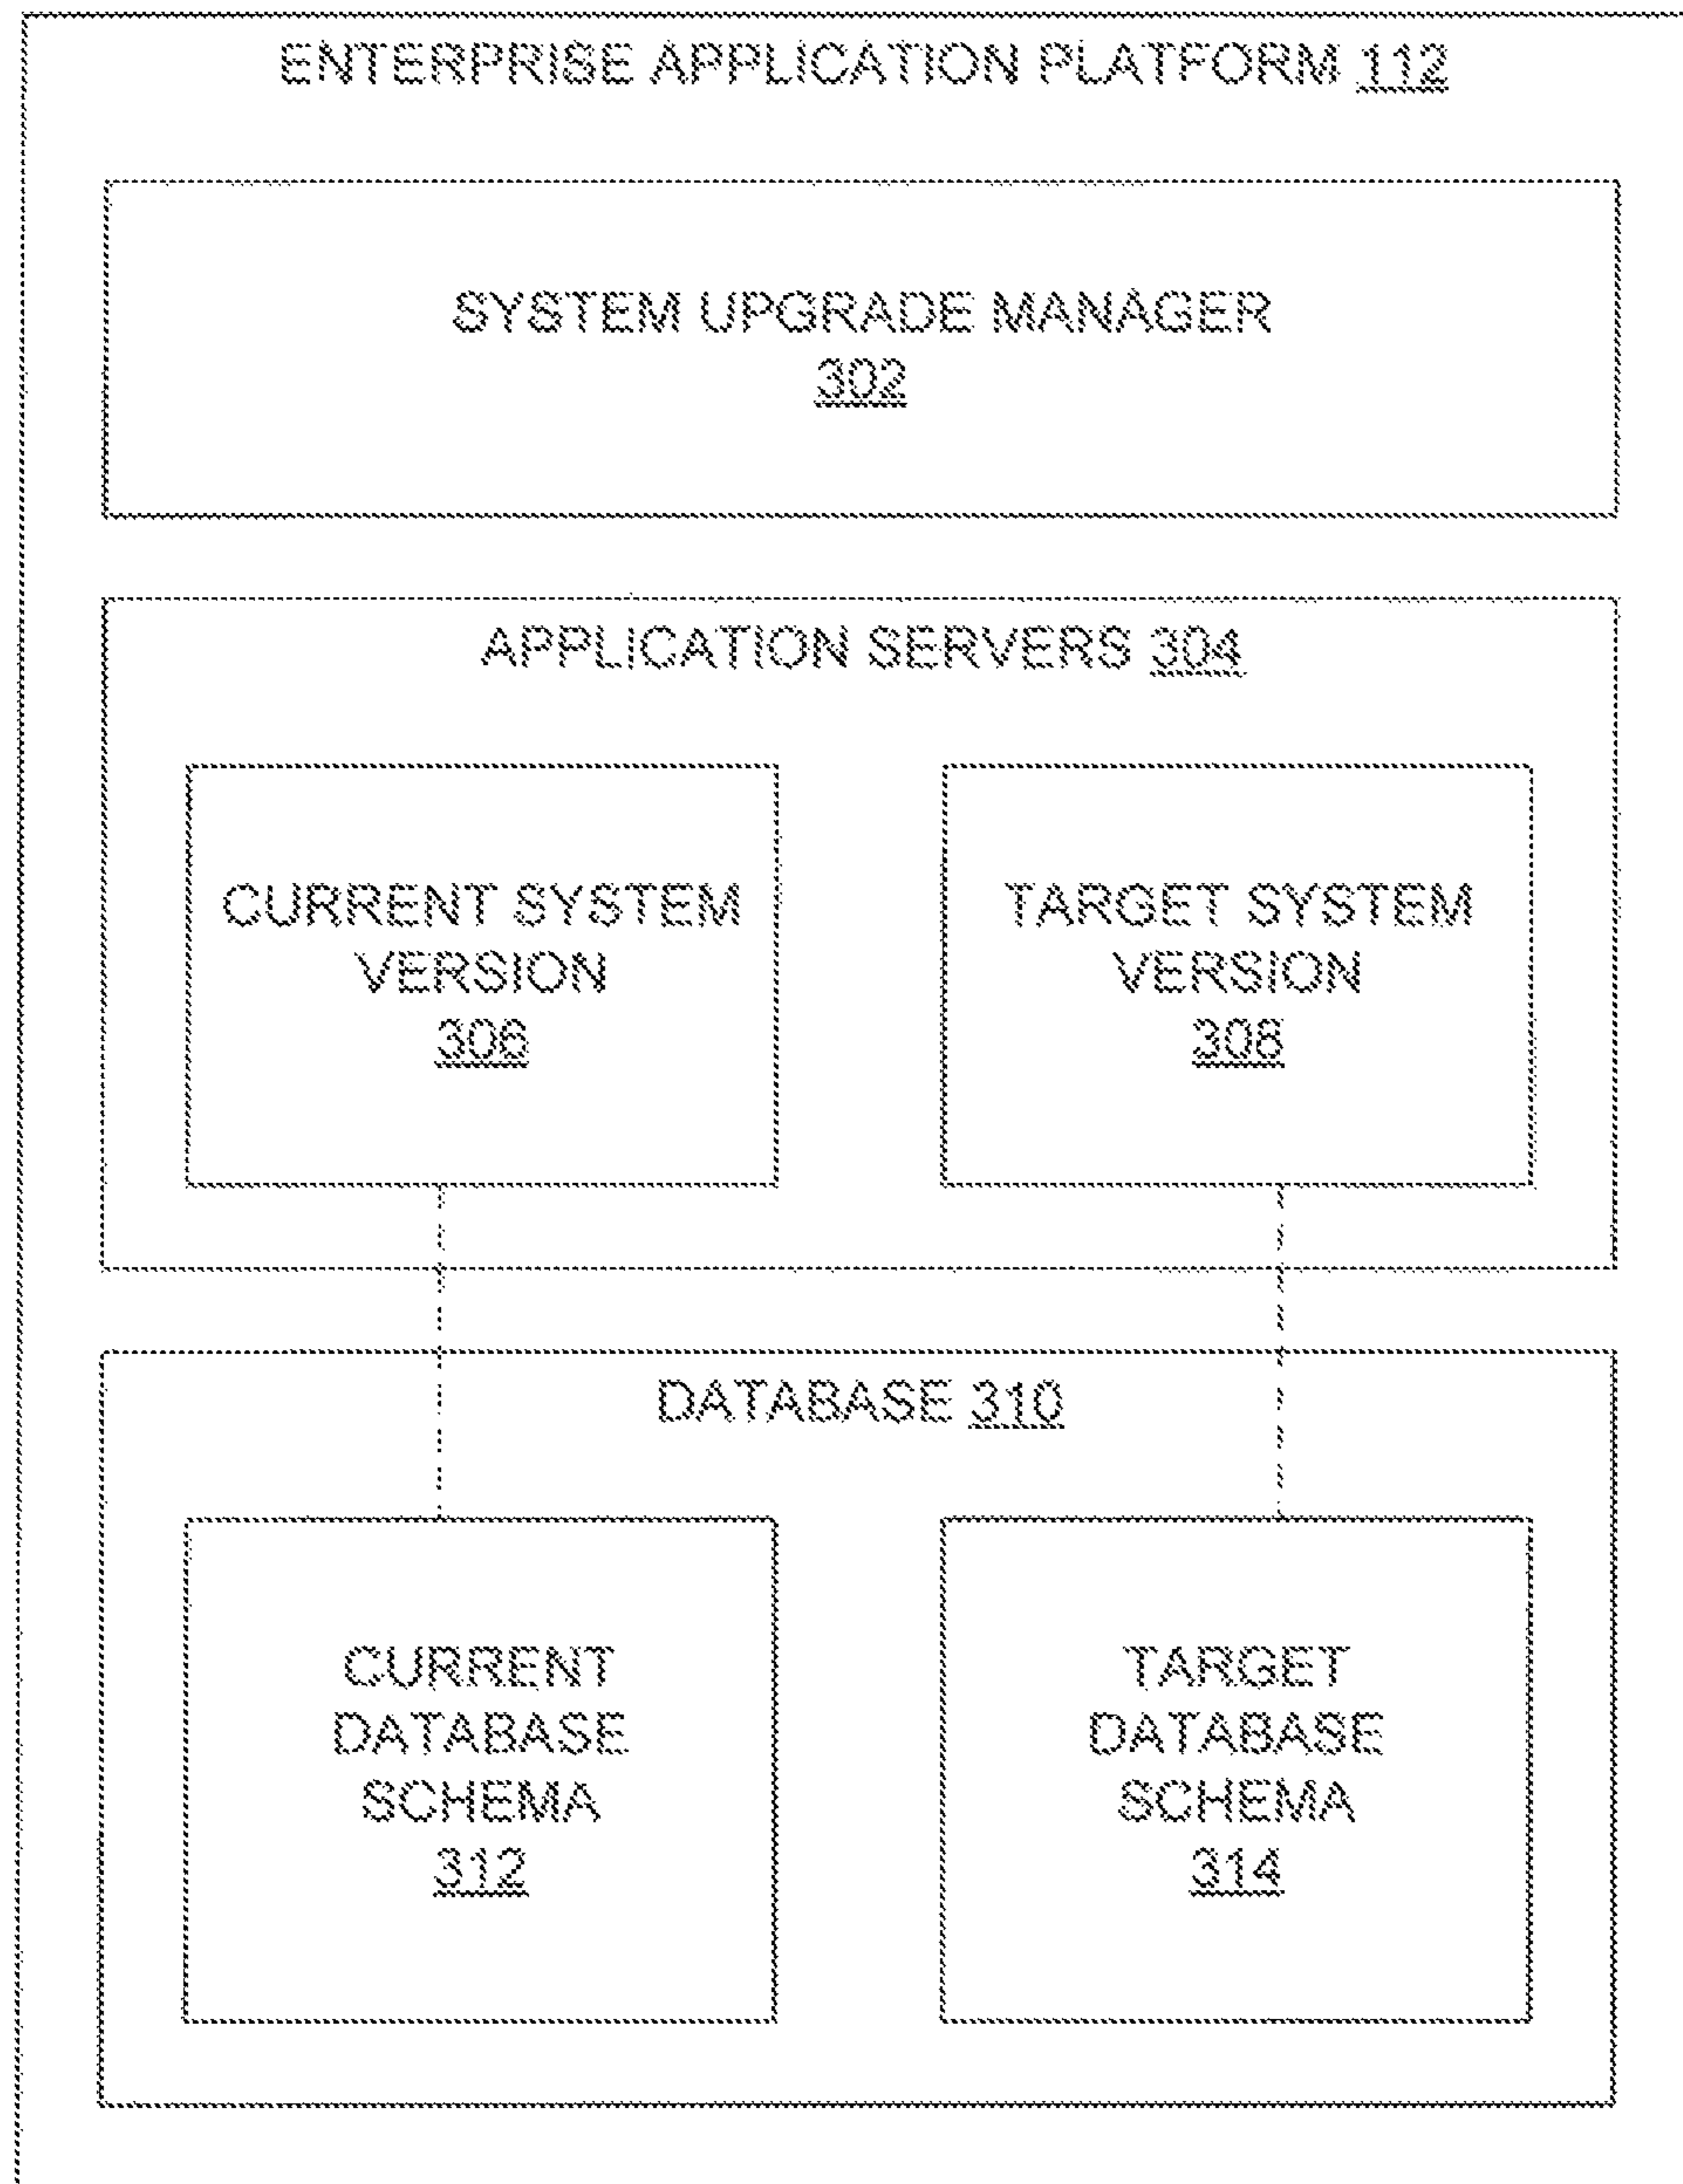 ENTERPRISE APPLICATION PLATFORM 112
SYSTEM UPGRADE MANAGER
302
APPLICATION SERVERS 304
CURRENT SYSTEM
VERSION
306
TARGET SYSTEM
VERSION
308
DATABASE 310
CURRENT
DATABASE
SCHEMA
312
TARGET
DATABASE
SCHEMA
314